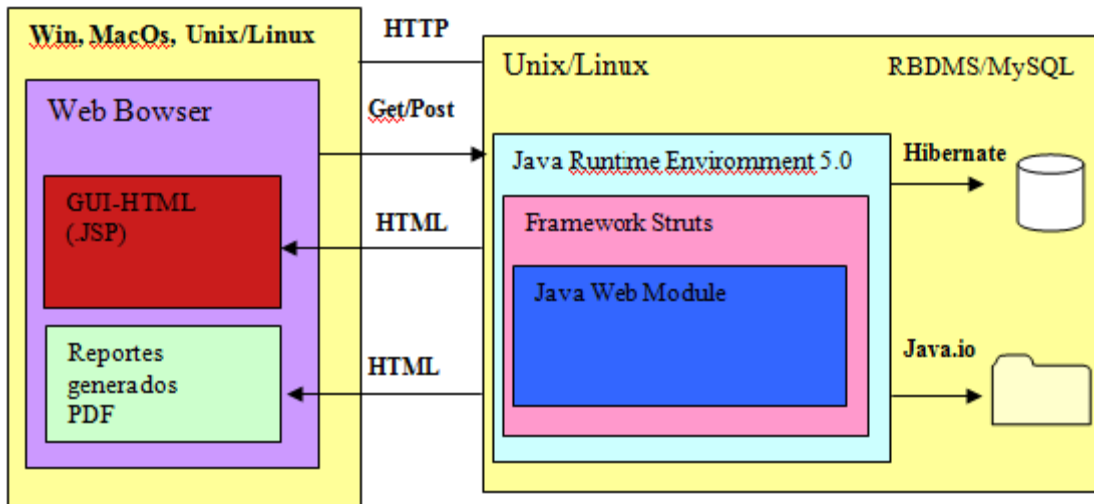 Win, MacOs, Unix/Linux
Web Bowser
GUI-HTML
(.JSP)
Reportes
generados
PDF
HTTP
Get/Post
HTML
HTML
Unix/Linux
RBDMS/MySQL
Java Runtime Enviromment 5.0
Framework Struts
Java Web Module
Hibernate
Java.io